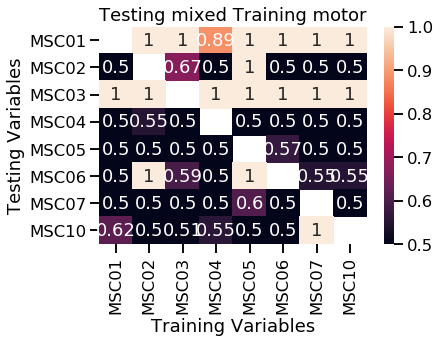 Testing mixed Training motor
Testing Variables
MSC01 1 1 0.89 1 1 1 1
MSC02 0.5 0.67 0.5 1 0.5 0.5 0.5
MSC03 1 1 1 1 1 1 1
MSC04 0.5 0.55 0.5 0.5 0.5 0.5 0.5
MSC05 0.5 0.5 0.5 0.5 0.57 0.5 0.5
MSC06 0.5 1 0.59 0.5 1 0.55 0.55
MSC07 0.5 0.5 0.5 0.5 0.6 0.5 0.5
MSC10 0.62 0.5 0.51 0.55 0.5 0.5 1
MSC01 MSC02 MSC03 MSC04 MSC05 MSC06 MSC07 MSC10
Training Variables
1.0
0.9
0.8
0.7
0.6
0.5